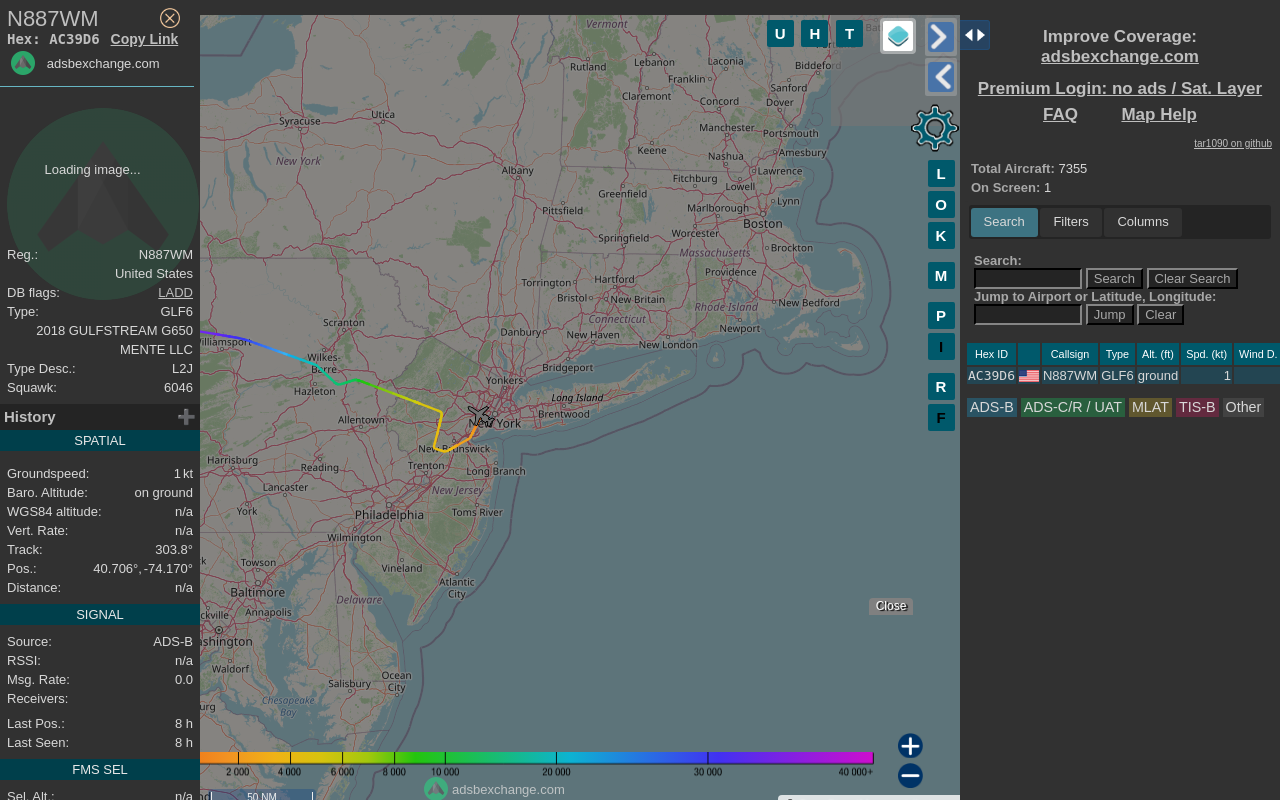 N887WM
Hex: AC39D6 Copy Link
adsbexchange.com
Loading image...
Reg.: N887WM
United States
DB flags: LADD
Type: GLF6
2018 GULFSTREAM G650
MENTE LLC
Type Desc.: L2J
Squawk: 6046
History
SPATIAL
Groundspeed: 1 kt
Baro. Altitude: on ground
WGS84 altitude: n/a
Vert. Rate: n/a
Track: 303.8°
Pos.: 40.706°, -74.170°
Distance: n/a
SIGNAL
Source: ADS-B
RSSI: n/a
Msg. Rate: 0.0
Receivers:
Last Pos.: 8 h
Last Seen: 8 h
FMS SEL
Sel. Alt.: n/a
Vermont
Rutland
Lebanon
Laconia
Biddeford
Franklin
Sanford
Claremont
Concord
Dover
Syracuse
Utica
Manchester
Portsmouth
Keene
Nashua
Amesbury
New York
Albany
Fitchburg
Lawrence
Lowell
Greenfield
Lynn
Pittsfield
Marlborough
Boston
Springfield
Worcester
Brockton
Massachusetts
Torrington
Hartford
Providence
Bristol
New Britain
New Bedford
Rhode Island
Connecticut
Scranton
Danbury
New Haven
Newport
New London
Williamsport
Wilkes-
Barre
Bridgeport
Hazleton
Yonkers
Long Island
Brentwood
Allentown
New York
New Brunswick
Harrisburg
Reading
Trenton
Long Branch
Lancaster
New Jersey
York
Philadelphia
Toms River
Wilmington
Towson
Vineland
Baltimore
Atlantic
City
Annapolis
Delaware
ckville
ashington
Waldorf
Salisbury
Ocean
City
Chesapeake
Bay
urg
U H T
L
O
K
M
P
I
R
F
Close
2 000 4 000 6 000 8 000 10 000 20 000 30 000 40 000+
adsbexchange.com
50 NM
Improve Coverage:
adsbexchange.com
Premium Login: no ads / Sat. Layer
FAQ Map Help
tar1090 on github
Total Aircraft: 7355
On Screen: 1
Search Filters Columns
Search:
Search Clear Search
Jump to Airport or Latitude, Longitude:
Jump Clear
Hex ID Callsign Type Alt. (ft) Spd. (kt) Wind D.
AC39D6 N887WM GLF6 ground 1
ADS-B ADS-C/R / UAT MLAT TIS-B Other